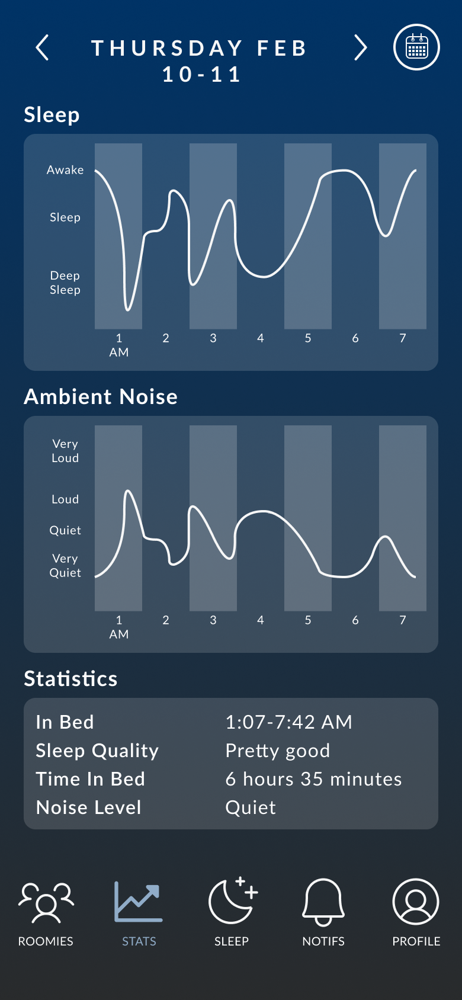 THURSDAY FEB
10-11
Sleep
Awake
Sleep
Deep
Sleep
1 2 3 4 5 6 7
AM
Ambient Noise
Very
Loud
Loud
Quiet
Very
Quiet
1 2 3 4 5 6 7
AM
Statistics
In Bed 1:07-7:42 AM
Sleep Quality Pretty good
Time In Bed 6 hours 35 minutes
Noise Level Quiet
ROOMIES STATS SLEEP NOTIFS PROFILE